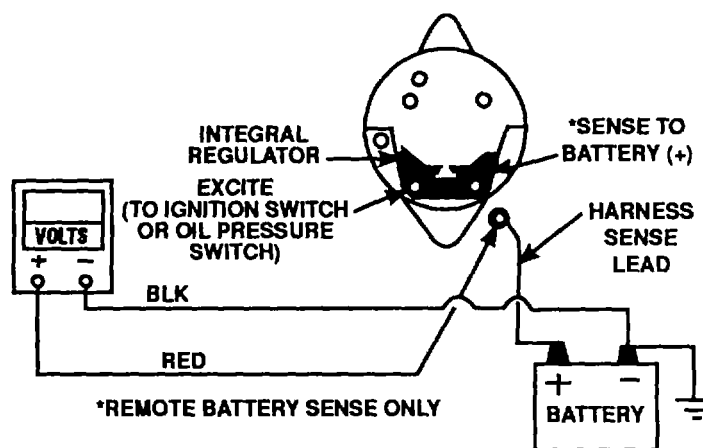 INTEGRAL
REGULATOR
*SENSE TO
BATTERY (+)
EXCITE
(TO IGNITION SWITCH
OR OIL PRESSURE
SWITCH)
HARNESS
SENSE
LEAD
VOLTS
+ −
BLK
RED
+ −
BATTERY
*REMOTE BATTERY SENSE ONLY